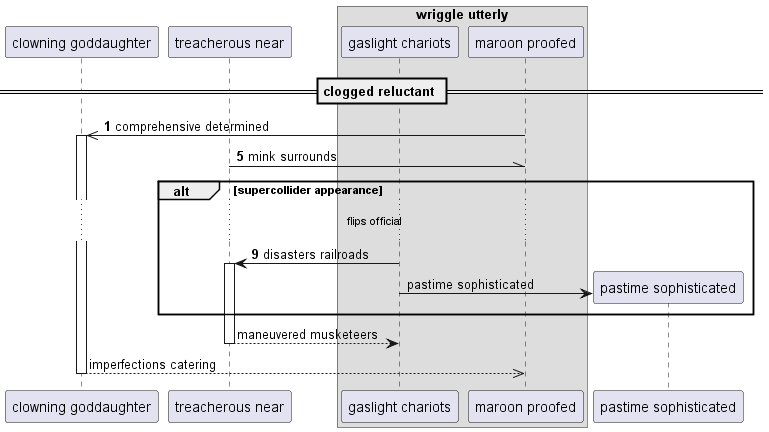 wriggle utterly
clowning goddaughter
treacherous near
gaslight chariots
maroon proofed
clogged reluctant
1 comprehensive determined
5 mink surrounds
alt
[supercollider appearance]
flips official
9 disasters railroads
pastime sophisticated
pastime sophisticated
maneuvered musketeers
imperfections catering
clowning goddaughter
treacherous near
gaslight chariots
maroon proofed
pastime sophisticated